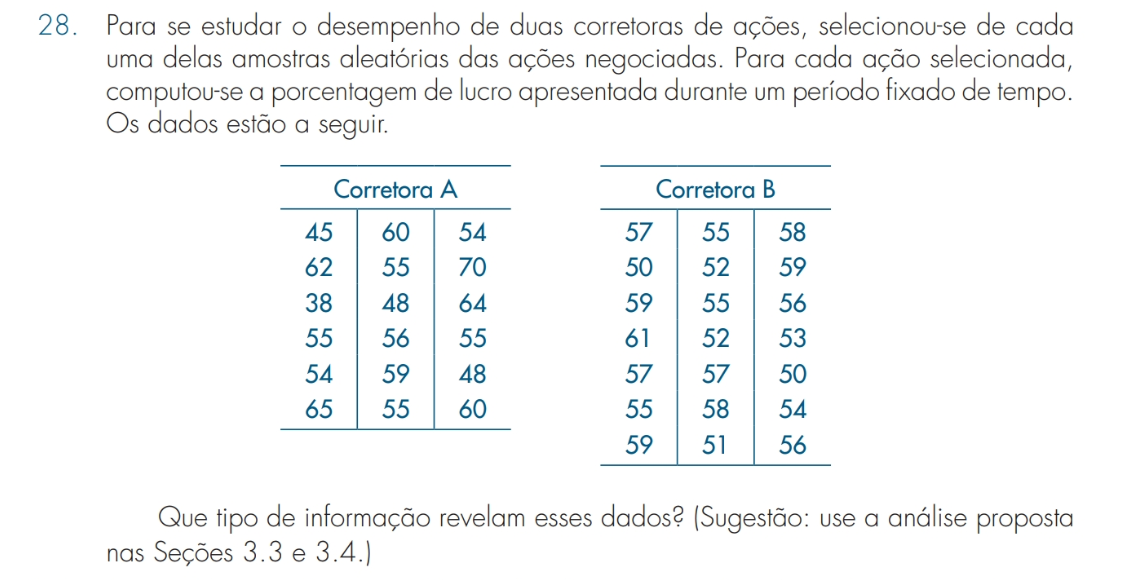 28. Para se estudar o desempenho de duas corretoras de ações, selecionou-se de cada
uma delas amostras aleatórias das ações negociadas. Para cada ação selecionada,
computou-se a porcentagem de lucro apresentada durante um período fixado de tempo.
Os dados estão a seguir.
Corretora A
45 60 54
62 55 70
38 48 64
55 56 55
54 59 48
65 55 60
Corretora B
57 55 58
50 52 59
59 55 56
61 52 53
57 57 50
55 58 54
59 51 56
Que tipo de informação revelam esses dados? (Sugestão: use a análise proposta
nas Seções 3.3 e 3.4.)